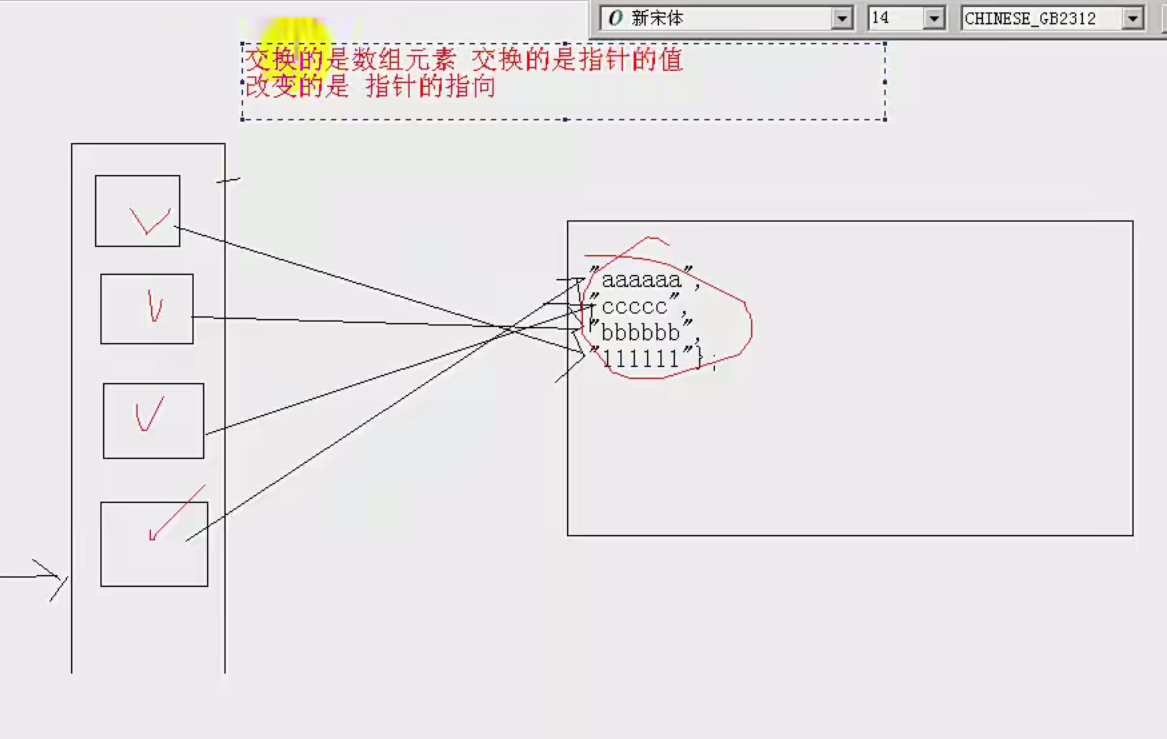 新宋体
14
CHINESE_GB2312
交换的是数组元素 交换的是指针的值
改变的是 指针的指向
"aaaaaa",
"ccccc",
"bbbbbb",
"111111"};